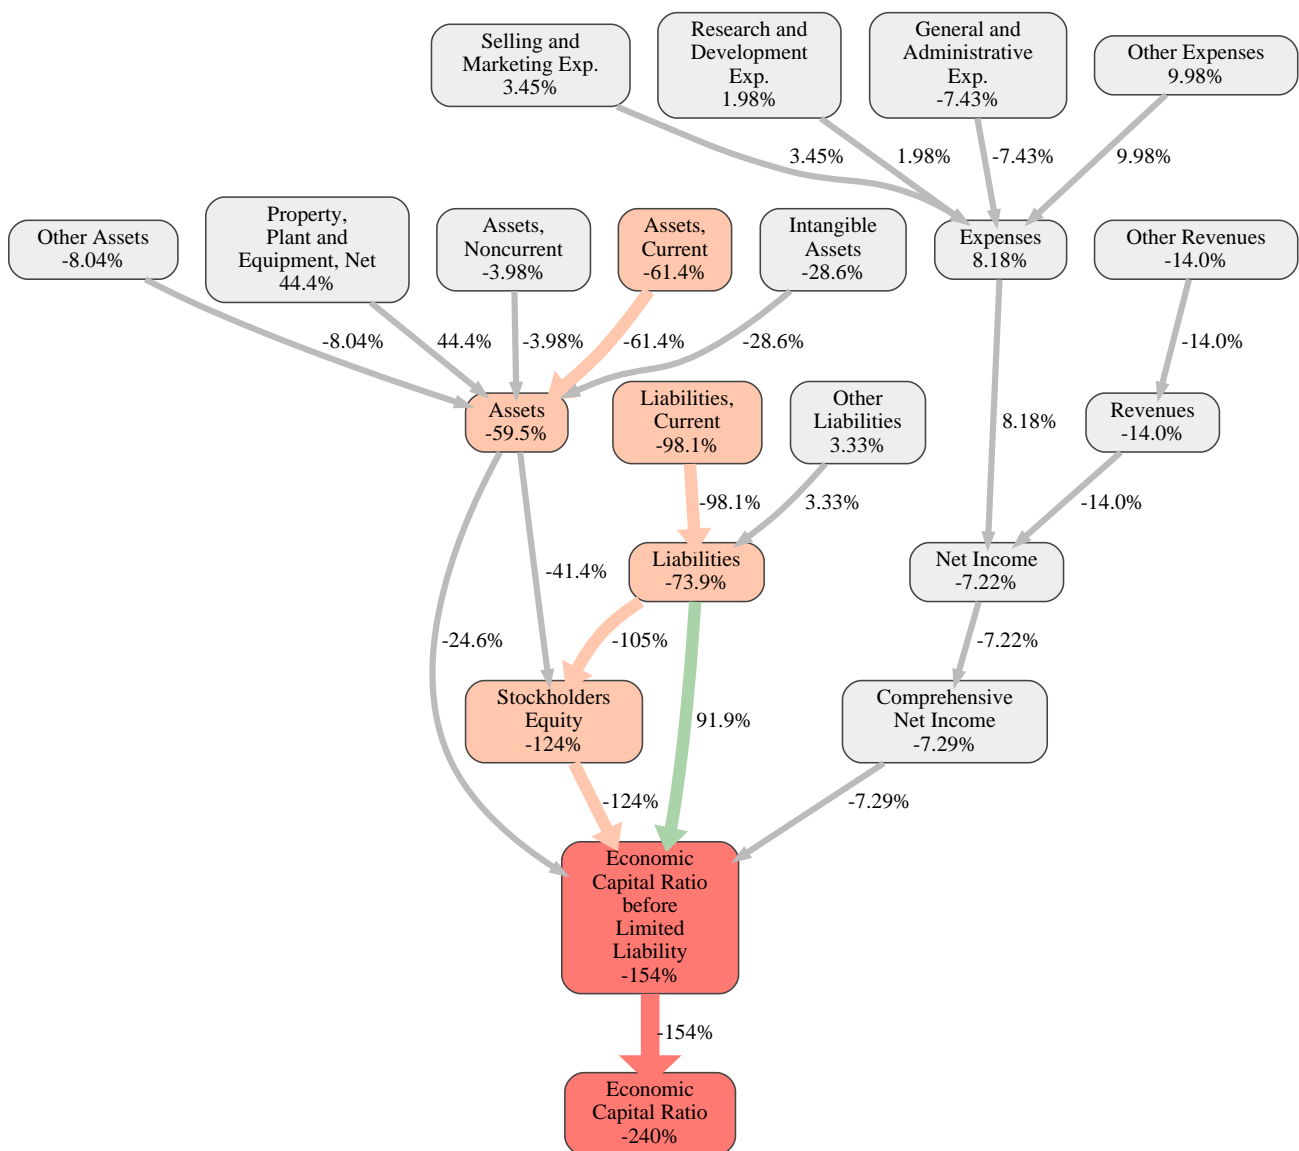 Selling and
Marketing Exp.
3.45%
Research and
Development
Exp.
1.98%
General and
Administrative
Exp.
-7.43%
Other Expenses
9.98%
3.45%
1.98%
-7.43%
9.98%
Other Assets
-8.04%
Property,
Plant and
Equipment, Net
44.4%
Assets,
Noncurrent
-3.98%
Assets,
Current
-61.4%
Intangible
Assets
-28.6%
Expenses
8.18%
Other Revenues
-14.0%
-8.04%
44.4%
-3.98%
-61.4%
-28.6%
-14.0%
Assets
-59.5%
Liabilities,
Current
-98.1%
Other
Liabilities
3.33%
8.18%
Revenues
-14.0%
-98.1%
3.33%
-14.0%
Liabilities
-73.9%
Net Income
-7.22%
-41.4%
-24.6%
-105%
-7.22%
Stockholders
Equity
-124%
91.9%
Comprehensive
Net Income
-7.29%
-124%
-7.29%
Economic
Capital Ratio
before
Limited
Liability
-154%
-154%
Economic
Capital Ratio
-240%